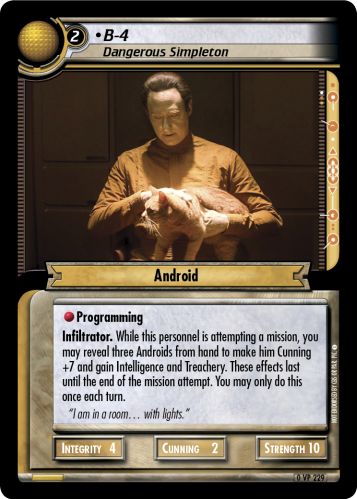 2 • B-4
Dangerous Simpleton
Android
Programming
Infiltrator. While this personnel is attempting a mission, you
may reveal three Androids from hand to make him Cunning
+7 and gain Intelligence and Treachery. These effects last
until the end of the mission attempt. You may only do this
once each turn.
"I am in a room… with lights."
INTEGRITY 4 CUNNING 2 STRENGTH 10
0 VP 229